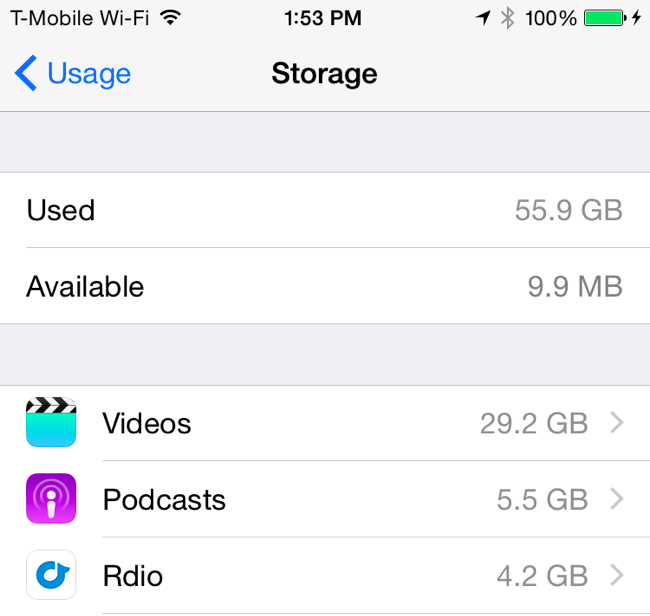 T-Mobile Wi-Fi 1:53 PM 100%
Usage Storage
Used 55.9 GB
Available 9.9 MB
Videos 29.2 GB
Podcasts 5.5 GB
Rdio 4.2 GB